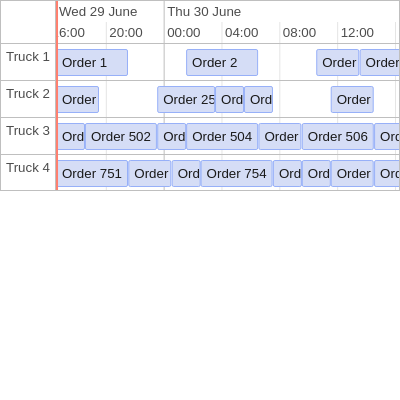 Wed 29 June Thu 30 June
6:00 20:00 00:00 04:00 08:00 12:00
Truck 1 Order 1 Order 2 Order Order
Truck 2 Order Order 25 Ord Ord Order
Truck 3 Ord Order 502 Ord Order 504 Order Order 506 Ord
Truck 4 Order 751 Order Ord Order 754 Ord Ord Order Ord